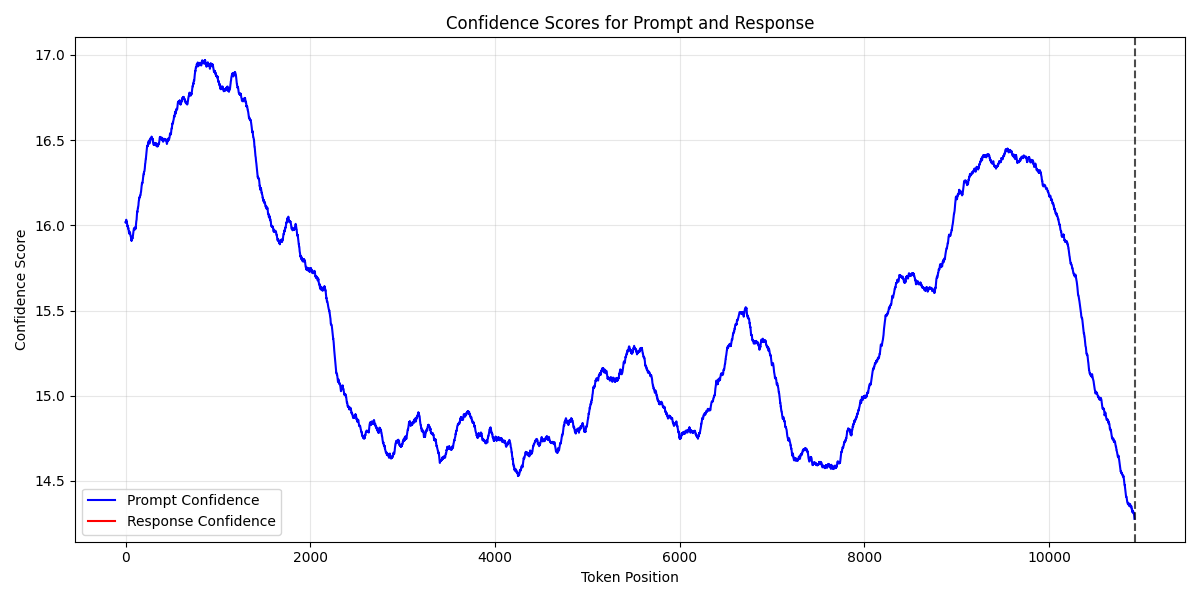 Confidence Scores for Prompt and Response
17.0
16.5
16.0
15.5
15.0
14.5
Confidence Score
Prompt Confidence
Response Confidence
0 2000 4000 6000 8000 10000
Token Position